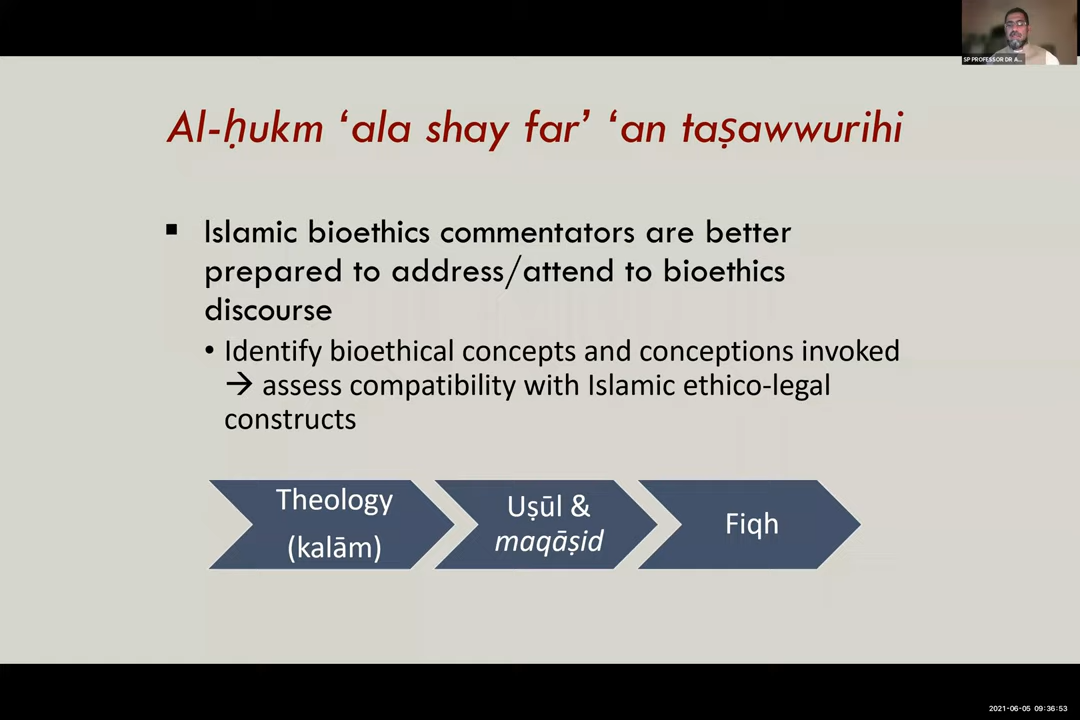 SP PROFESSOR DR A...
Al-ḥukm ‘ala shay far’ ‘an taṣawwurihi
▪ Islamic bioethics commentators are better
prepared to address/attend to bioethics
discourse
• Identify bioethical concepts and conceptions invoked
→ assess compatibility with Islamic ethico-legal
constructs
Theology
(kalām)
Uṣūl &
maqāṣid
Fiqh
2021-06-05 09:36:53